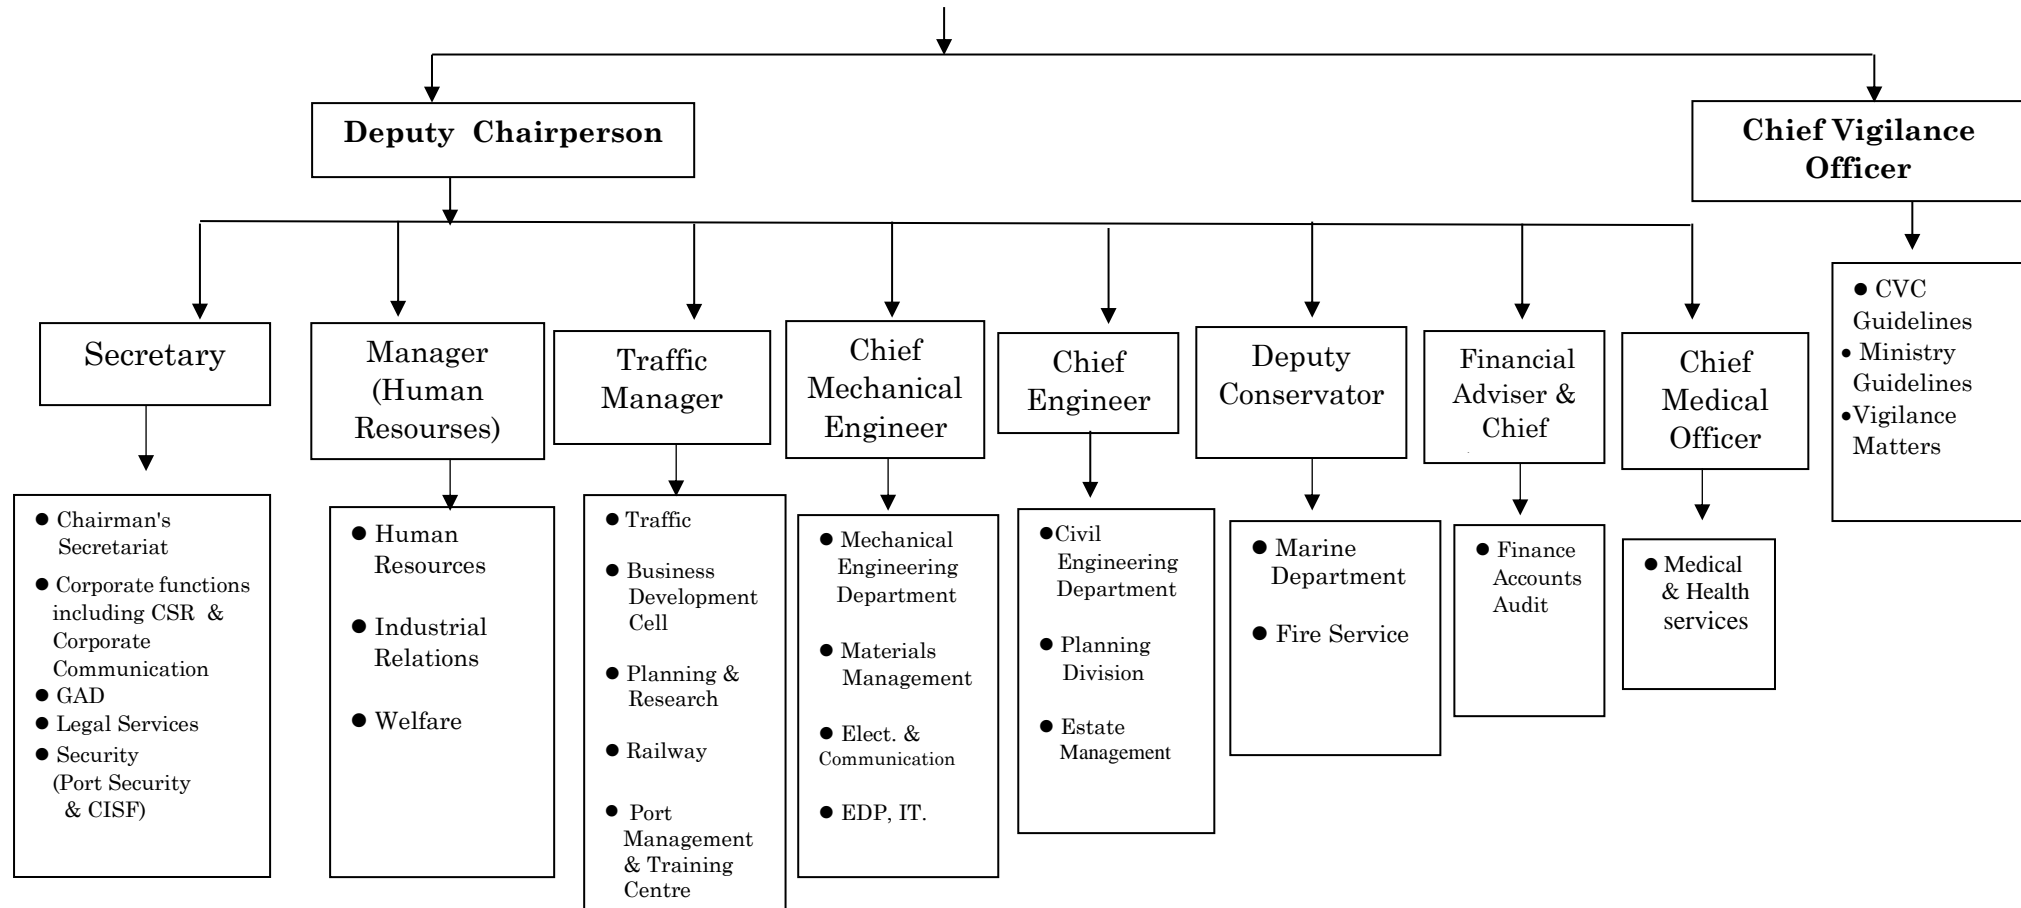 Deputy Chairperson
Chief Vigilance
Officer
Secretary
Manager
(Human
Resourses)
Traffic
Manager
Chief
Mechanical
Engineer
Chief
Engineer
Deputy
Conservator
Financial
Adviser &
Chief
Chief
Medical
Officer
● CVC
Guidelines
• Ministry
Guidelines
•Vigilance
Matters
● Chairman's
Secretariat
● Corporate functions
including CSR &
Corporate
Communication
● GAD
● Legal Services
● Security
(Port Security
& CISF)
● Human
Resources
● Industrial
Relations
● Welfare
● Traffic
● Business
Development
Cell
● Planning &
Research
● Railway
● Port
Management
& Training
Centre
● Mechanical
Engineering
Department
● Materials
Management
● Elect. &
Communication
● EDP, IT.
●Civil
Engineering
Department
● Planning
Division
● Estate
Management
● Marine
Department
● Fire Service
● Finance
Accounts
Audit
● Medical
& Health
services